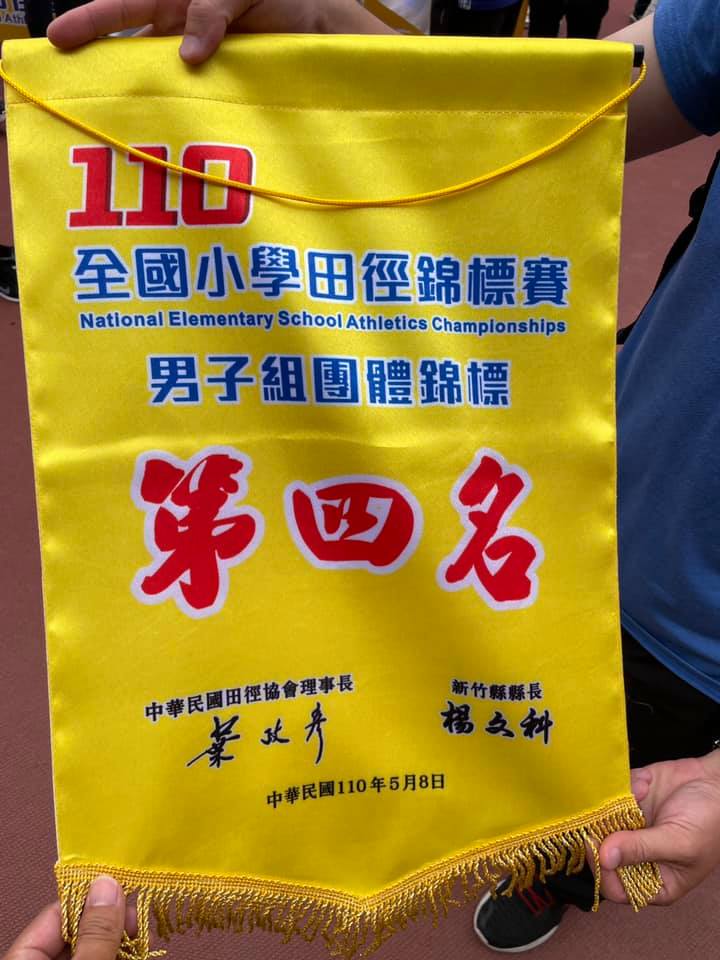 110
全國小學田徑錦標賽
National Elementary School Athletics Championships
男子組團體錦標
第四名
中華民國田徑協會理事長
葉政彥
新竹縣縣長
楊文科
中華民國110年5月8日